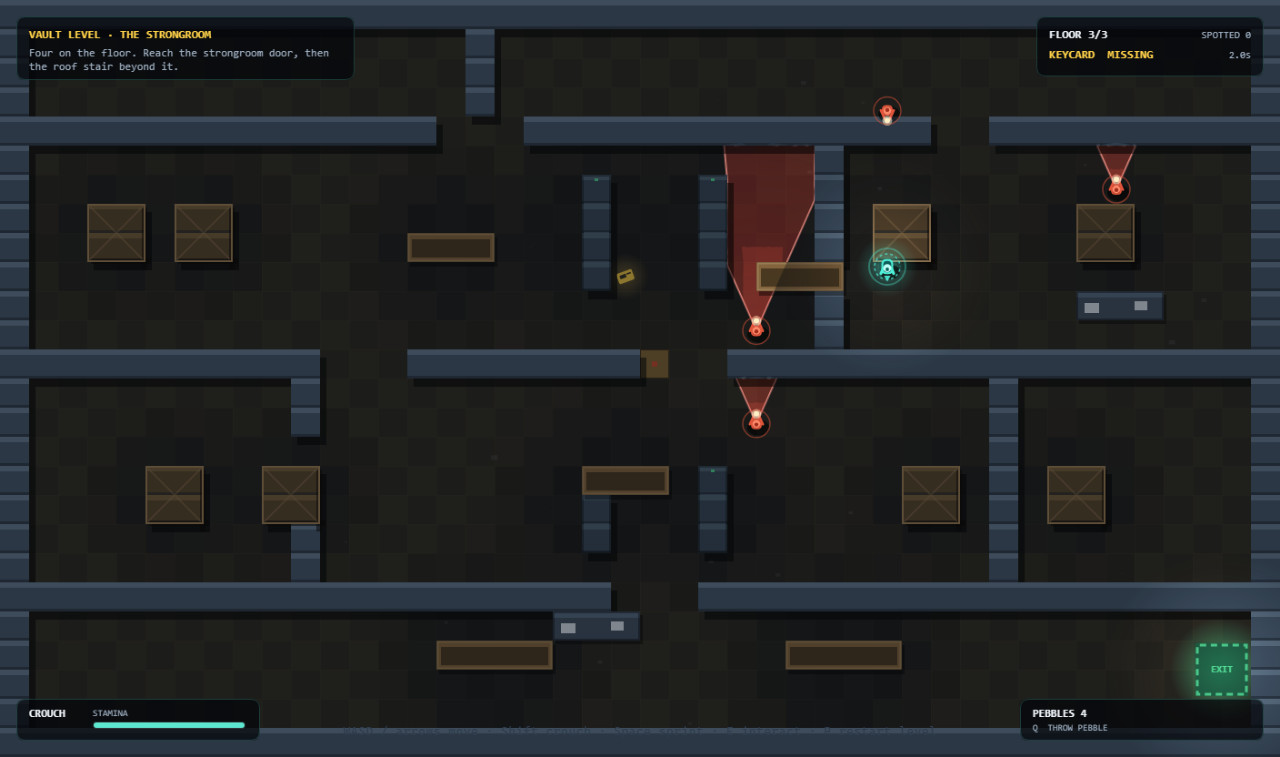 VAULT LEVEL · THE STRONGROOM
Four on the floor. Reach the strongroom door, then
the roof stair beyond it.
FLOOR 3/3
SPOTTED 0
KEYCARD MISSING
2.0s
EXIT
CROUCH
STAMINA
PEBBLES 4
Q THROW PEBBLE